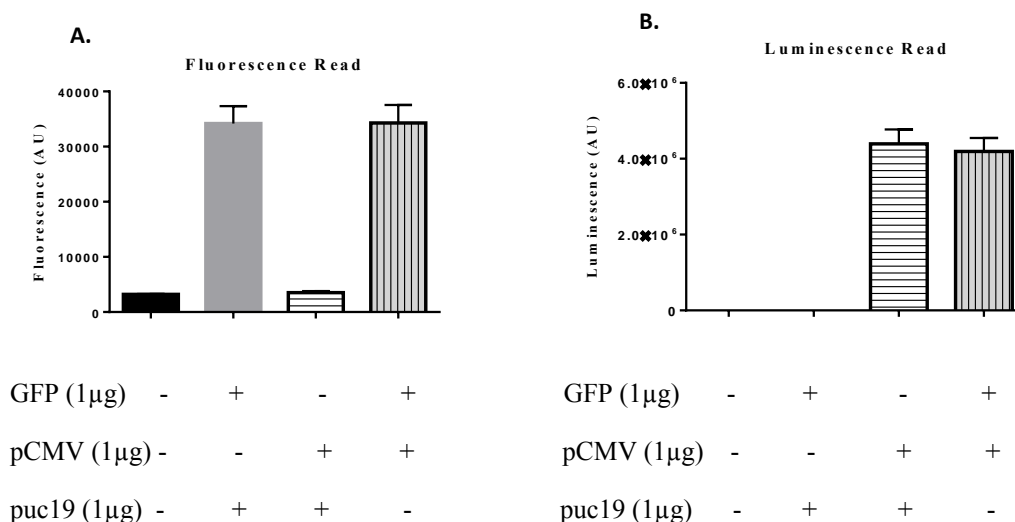 A.
Fluorescence Read
Fluorescence (AU)
40000
30000
20000
10000
0
GFP (1µg) - + - +
pCMV (1µg) - - + +
puc19 (1µg) - + + -
B.
Luminescence Read
Luminescence (AU)
6.0×10⁶
4.0×10⁶
2.0×10⁶
0
GFP (1µg) - + - +
pCMV (1µg) - - + +
puc19 (1µg) - + + -